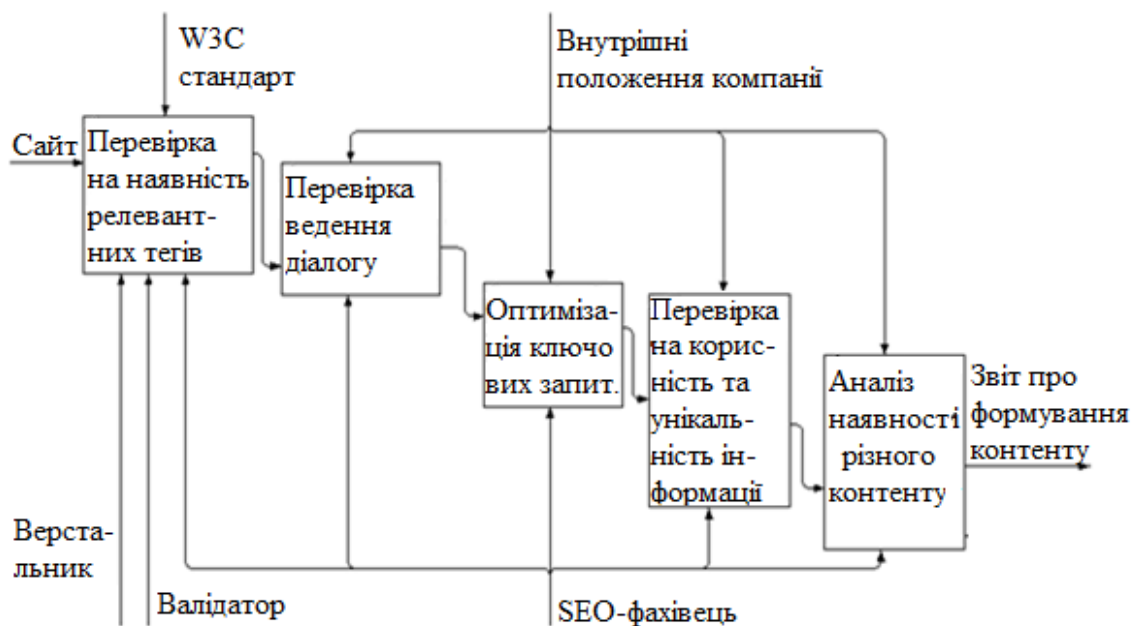 W3C
стандарт
Внутрішні
положення компанії
Сайт
Перевірка
на наявність
релевант-
них тегів
Перевірка
ведення
діалогу
Оптиміза-
ція ключо
вих запит.
Перевірка
на корис-
ність та
унікаль-
ність ін-
формації
Аналіз
наявності
різного
контенту
Звіт про
формування
контенту
Верста-
льник
Валідатор
SEO-фахівець